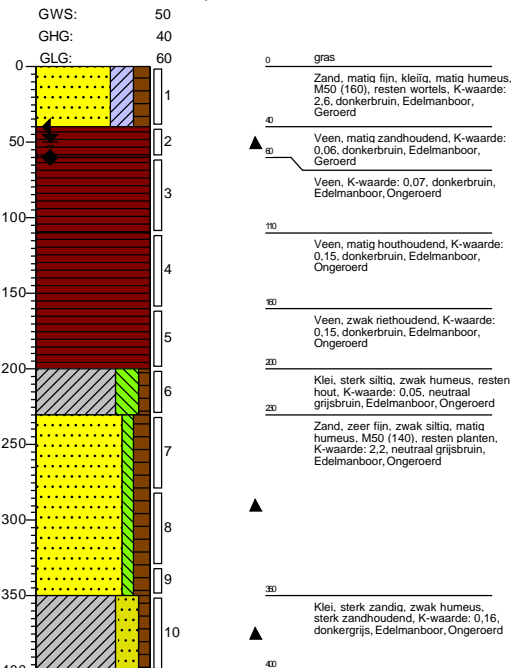 GWS: 50
GHG: 40
GLG: 60
0
50
100
150
200
250
300
350
400
1
2
3
4
5
6
7
8
9
10
0 gras
Zand, matig fijn, kleiïg, matig humeus,
M50 (160), resten wortels, K-waarde:
2,6, donkerbruin, Edelmanboor,
Geroerd
40
Veen, matig zandhoudend, K-waarde:
0,06, donkerbruin, Edelmanboor,
Geroerd
60
Veen, K-waarde: 0,07, donkerbruin,
Edelmanboor, Ongeroerd
110
Veen, matig houthoudend, K-waarde:
0,15, donkerbruin, Edelmanboor,
Ongeroerd
160
Veen, zwak riethoudend, K-waarde:
0,15, donkerbruin, Edelmanboor,
Ongeroerd
200
Klei, sterk siltig, zwak humeus, resten
hout, K-waarde: 0,05, neutraal
grijsbruin, Edelmanboor, Ongeroerd
230
Zand, zeer fijn, zwak siltig, matig
humeus, M50 (140), resten planten,
K-waarde: 2,2, neutraal grijsbruin,
Edelmanboor, Ongeroerd
350
Klei, sterk zandig, zwak humeus,
sterk zandhoudend, K-waarde: 0,16,
donkergrijs, Edelmanboor, Ongeroerd
400